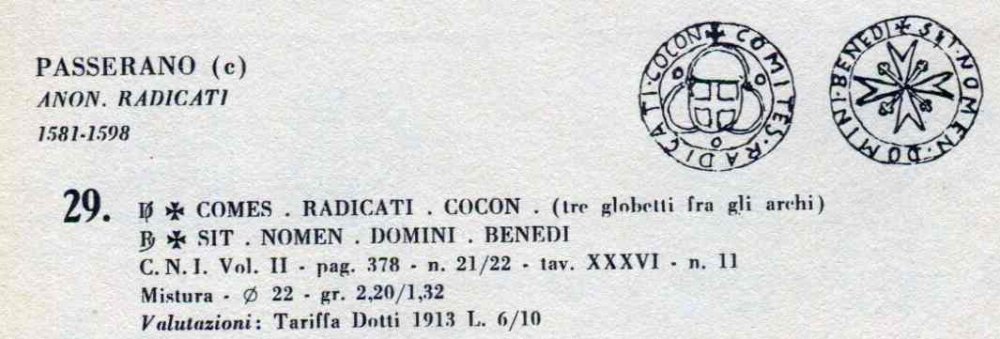 PASSERANO (c)
ANON. RADICATI
1581-1598
COMITES · RADICATI · COCON
SIT · NOMEN · DOMINI · BENEDI
29. D/ ✠ COMES . RADICATI . COCON . (tre globetti fra gli archi)
R/ ✠ SIT . NOMEN . DOMINI . BENEDI
C. N. I. Vol. II - pag. 378 - n. 21/22 - tav. XXXVI - n. 11
Mistura - Ø 22 - gr. 2,20/1,32
Valutazioni: Tariffa Dotti 1913 L. 6/10